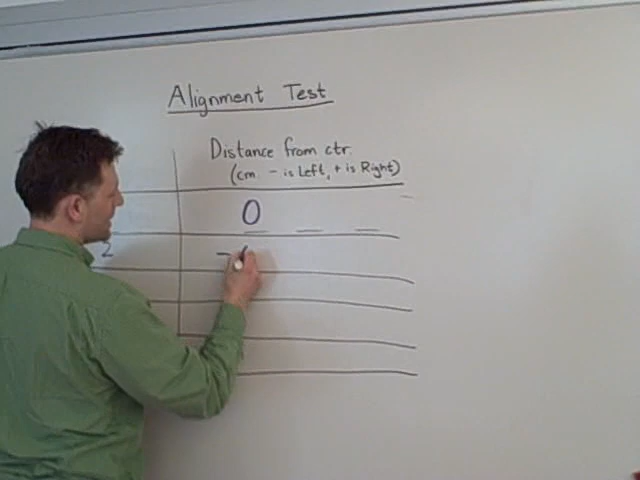 Alignment Test
Distance from ctr.
(cm - is Left, + is Right)
0
2 -